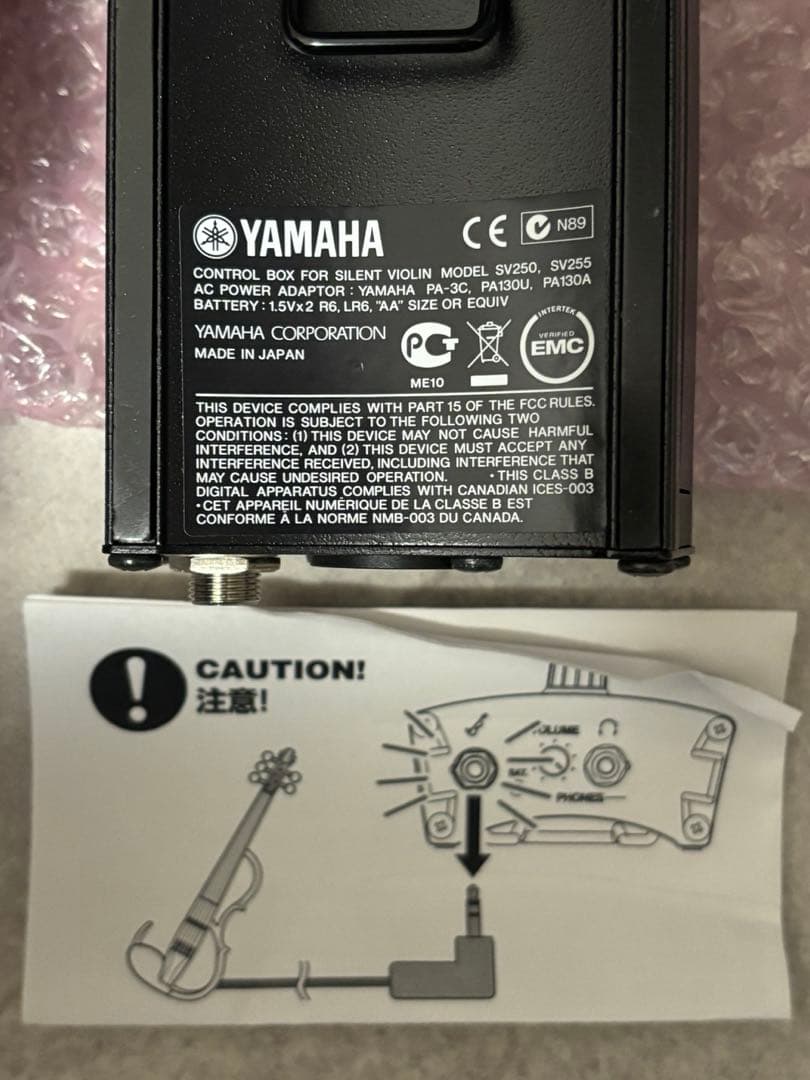 YAMAHA
CE N89
CONTROL BOX FOR SILENT VIOLIN MODEL SV250, SV255
AC POWER ADAPTOR : YAMAHA PA-3C, PA130U, PA130A
BATTERY : 1.5Vx2 R6, LR6, "AA" SIZE OR EQUIV
YAMAHA CORPORATION
MADE IN JAPAN
PCT
ME10
INTERTEK
VERIFIED
EMC
THIS DEVICE COMPLIES WITH PART 15 OF THE FCC RULES.
OPERATION IS SUBJECT TO THE FOLLOWING TWO
CONDITIONS : (1) THIS DEVICE MAY NOT CAUSE HARMFUL
INTERFERENCE, AND (2) THIS DEVICE MUST ACCEPT ANY
INTERFERENCE RECEIVED, INCLUDING INTERFERENCE THAT
MAY CAUSE UNDESIRED OPERATION. • THIS CLASS B
DIGITAL APPARATUS COMPLIES WITH CANADIAN ICES-003
• CET APPAREIL NUMÉRIQUE DE LA CLASSE B EST
CONFORME À LA NORME NMB-003 DU CANADA.
! CAUTION!
注意!
VOLUME
BAT.
PHONES